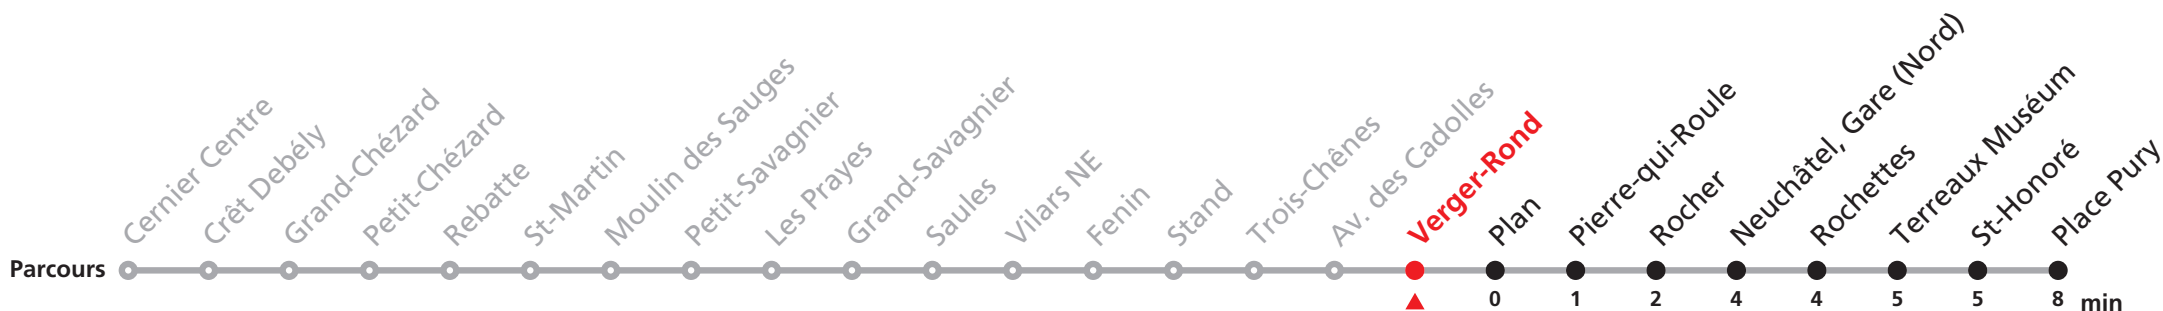 Cernier Centre
Crêt Debély
Grand-Chézard
Petit-Chézard
Rebatte
St-Martin
Moulin des Sauges
Petit-Savagnier
Les Prayes
Grand-Savagnier
Saules
Vilars NE
Fenin
Stand
Trois-Chênes
Av. des Cadolles
Verger-Rond
Plan
Pierre-qui-Roule
Rocher
Neuchâtel, Gare (Nord)
Rochettes
Terreaux Muséum
St-Honoré
Place Pury
Parcours
0 1 2 4 4 5 5 8 min